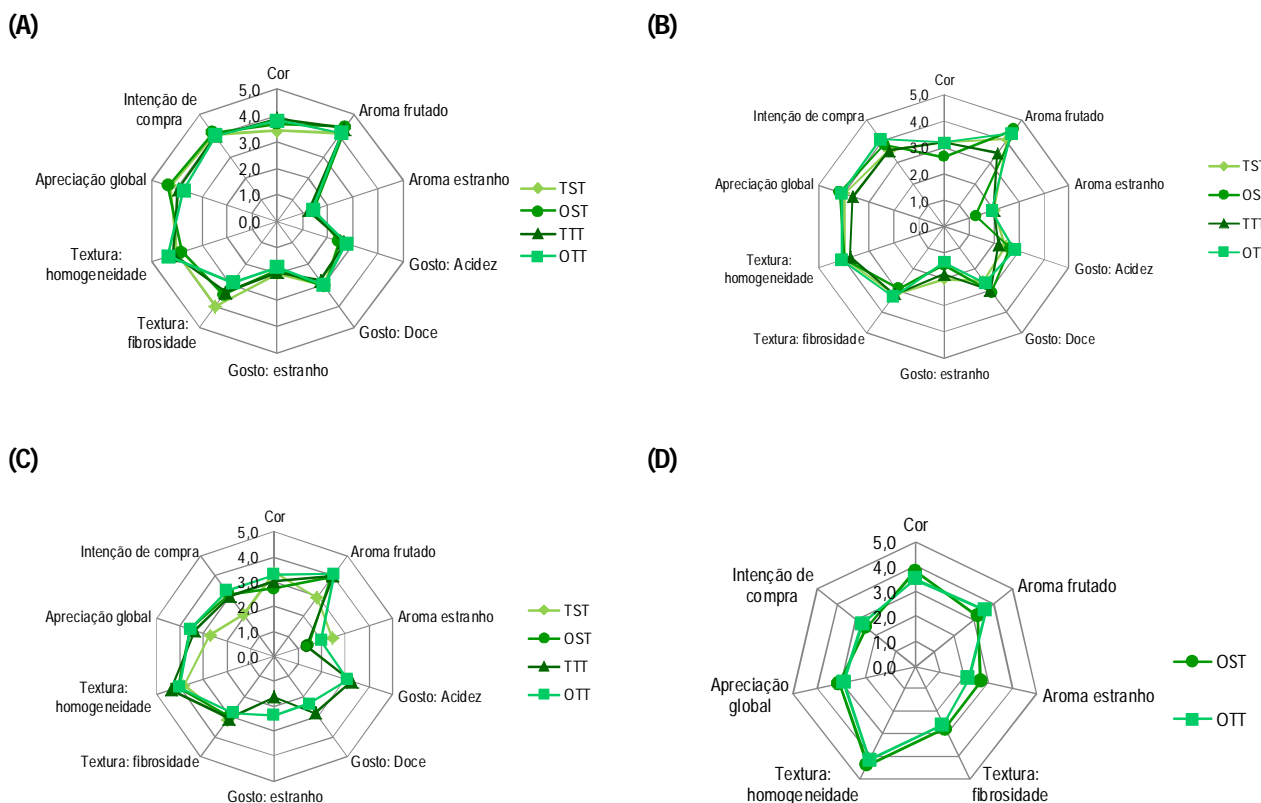 (A)
Cor
5,0
4,0
3,0
2,0
1,0
0,0
Aroma frutado
Aroma estranho
Gosto: Acidez
Gosto: Doce
Gosto: estranho
Textura:
fibrosidade
Textura:
homogeneidade
Apreciação global
Intenção de
compra
TST
OST
TTT
OTT
(B)
Cor
5,0
4,0
3,0
2,0
1,0
0,0
Aroma frutado
Aroma estranho
Gosto: Acidez
Gosto: Doce
Gosto: estranho
Textura: fibrosidade
Textura:
homogeneidade
Apreciação global
Intenção de compra
TST
OS
TTT
OT
(C)
Cor
5,0
4,0
3,0
2,0
1,0
0,0
Aroma frutado
Aroma estranho
Gosto: Acidez
Gosto: Doce
Gosto: estranho
Textura: fibrosidade
Textura:
homogeneidade
Apreciação global
Intenção de compra
TST
OST
TTT
OTT
(D)
Cor
5,0
4,0
3,0
2,0
1,0
0,0
Aroma frutado
Aroma estranho
Textura:
fibrosidade
Textura:
homogeneidade
Apreciação
global
Intenção de
compra
OST
OTT